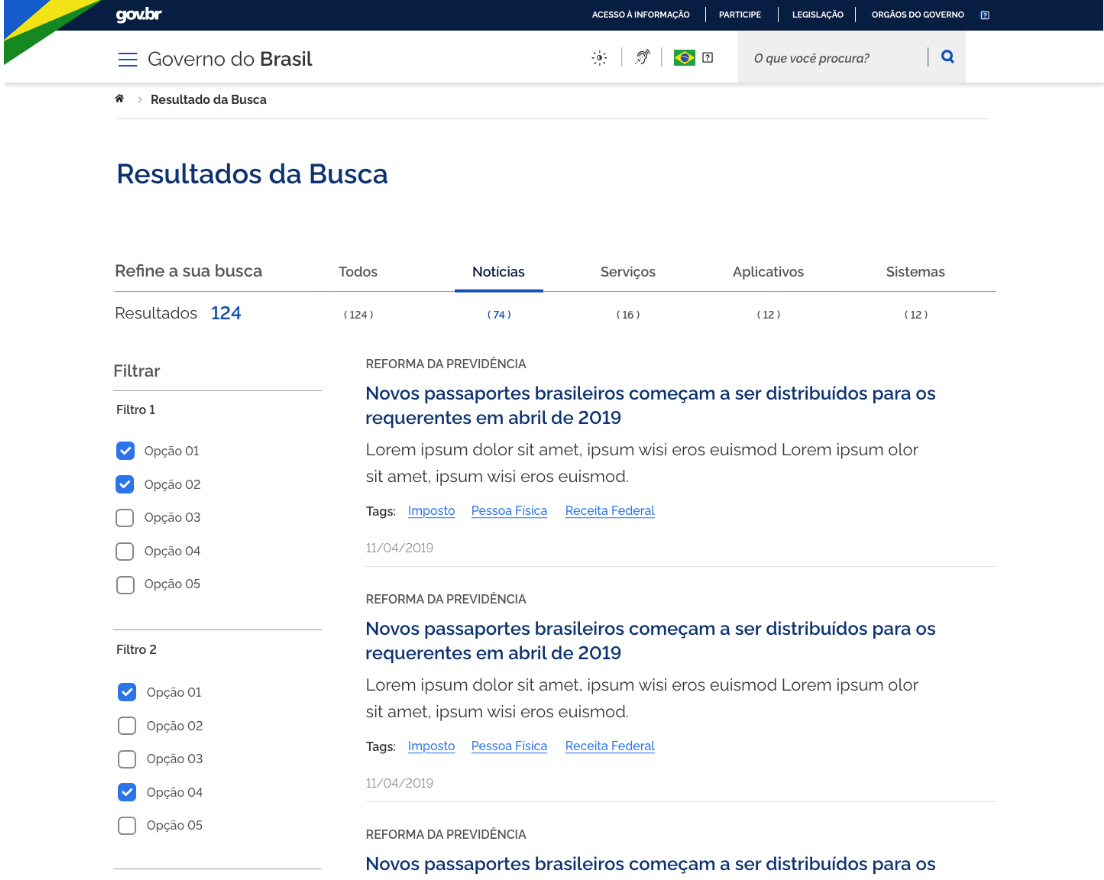 gov.br
ACESSO À INFORMAÇÃO PARTICIPE LEGISLAÇÃO ORGÃOS DO GOVERNO ?
Governo do Brasil
? O que você procura?
Resultado da Busca
Resultados da Busca
Refine a sua busca Todos Notícias Serviços Aplicativos Sistemas
Resultados 124 ( 124 ) ( 74 ) ( 16 ) ( 12 ) ( 12 )
Filtrar
Filtro 1
Opção 01
Opção 02
Opção 03
Opção 04
Opção 05
Filtro 2
Opção 01
Opção 02
Opção 03
Opção 04
Opção 05
REFORMA DA PREVIDÊNCIA
Novos passaportes brasileiros começam a ser distribuídos para os
requerentes em abril de 2019
Lorem ipsum dolor sit amet, ipsum wisi eros euismod Lorem ipsum olor
sit amet, ipsum wisi eros euismod.
Tags: Imposto Pessoa Física Receita Federal
11/04/2019
REFORMA DA PREVIDÊNCIA
Novos passaportes brasileiros começam a ser distribuídos para os
requerentes em abril de 2019
Lorem ipsum dolor sit amet, ipsum wisi eros euismod Lorem ipsum olor
sit amet, ipsum wisi eros euismod.
Tags: Imposto Pessoa Física Receita Federal
11/04/2019
REFORMA DA PREVIDÊNCIA
Novos passaportes brasileiros começam a ser distribuídos para os